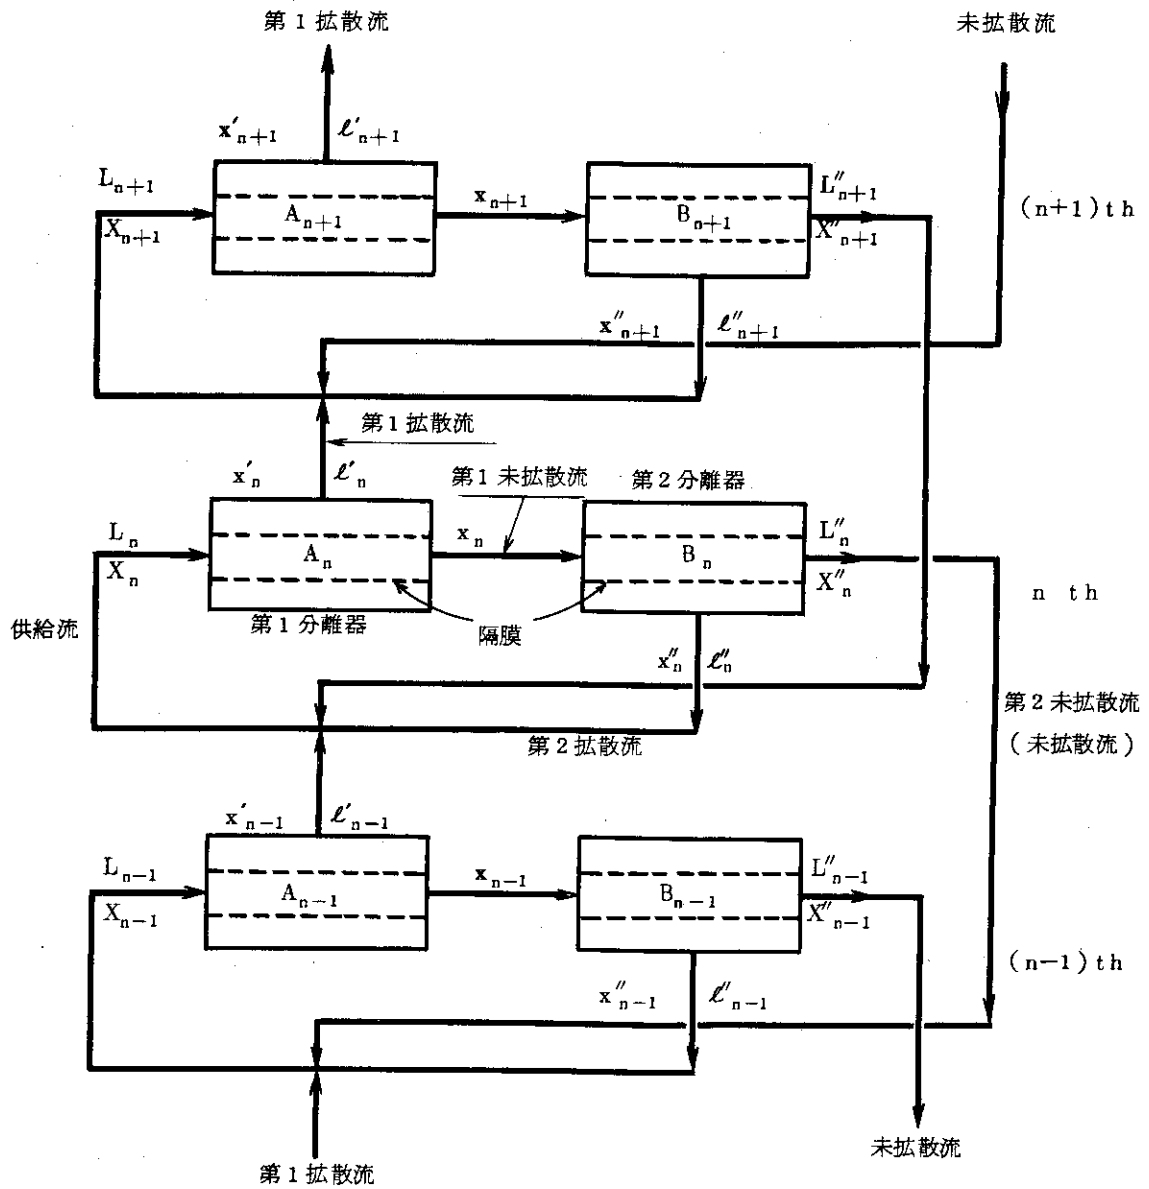 第1拡散流
未拡散流
x′n+1 ℓ′n+1
Ln+1
Xn+1
An+1
xn+1
Bn+1
L″n+1
X″n+1
(n+1)th
x″n+1 ℓ″n+1
第1拡散流
x′n ℓ′n
第1未拡散流
第2分離器
Ln
Xn
An
xn
Bn
L″n
X″n
n th
供給流
第1分離器
隔膜
x″n ℓ″n
第2未拡散流
(未拡散流)
第2拡散流
x′n−1 ℓ′n−1
Ln−1
Xn−1
An−1
xn−1
Bn−1
L″n−1
X″n−1
(n−1)th
x″n−1 ℓ″n−1
未拡散流
第1拡散流